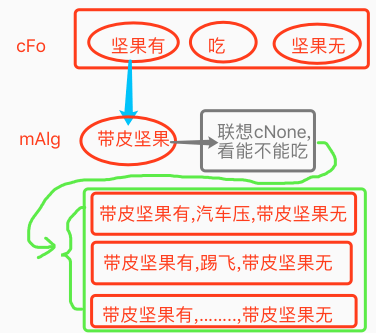 cFo 坚果有 吃 坚果无
mAlg 带皮坚果
联想cNone,
看能不能吃
带皮坚果有,汽车压,带皮坚果无
带皮坚果有,踢飞,带皮坚果无
带皮坚果有,........,带皮坚果无